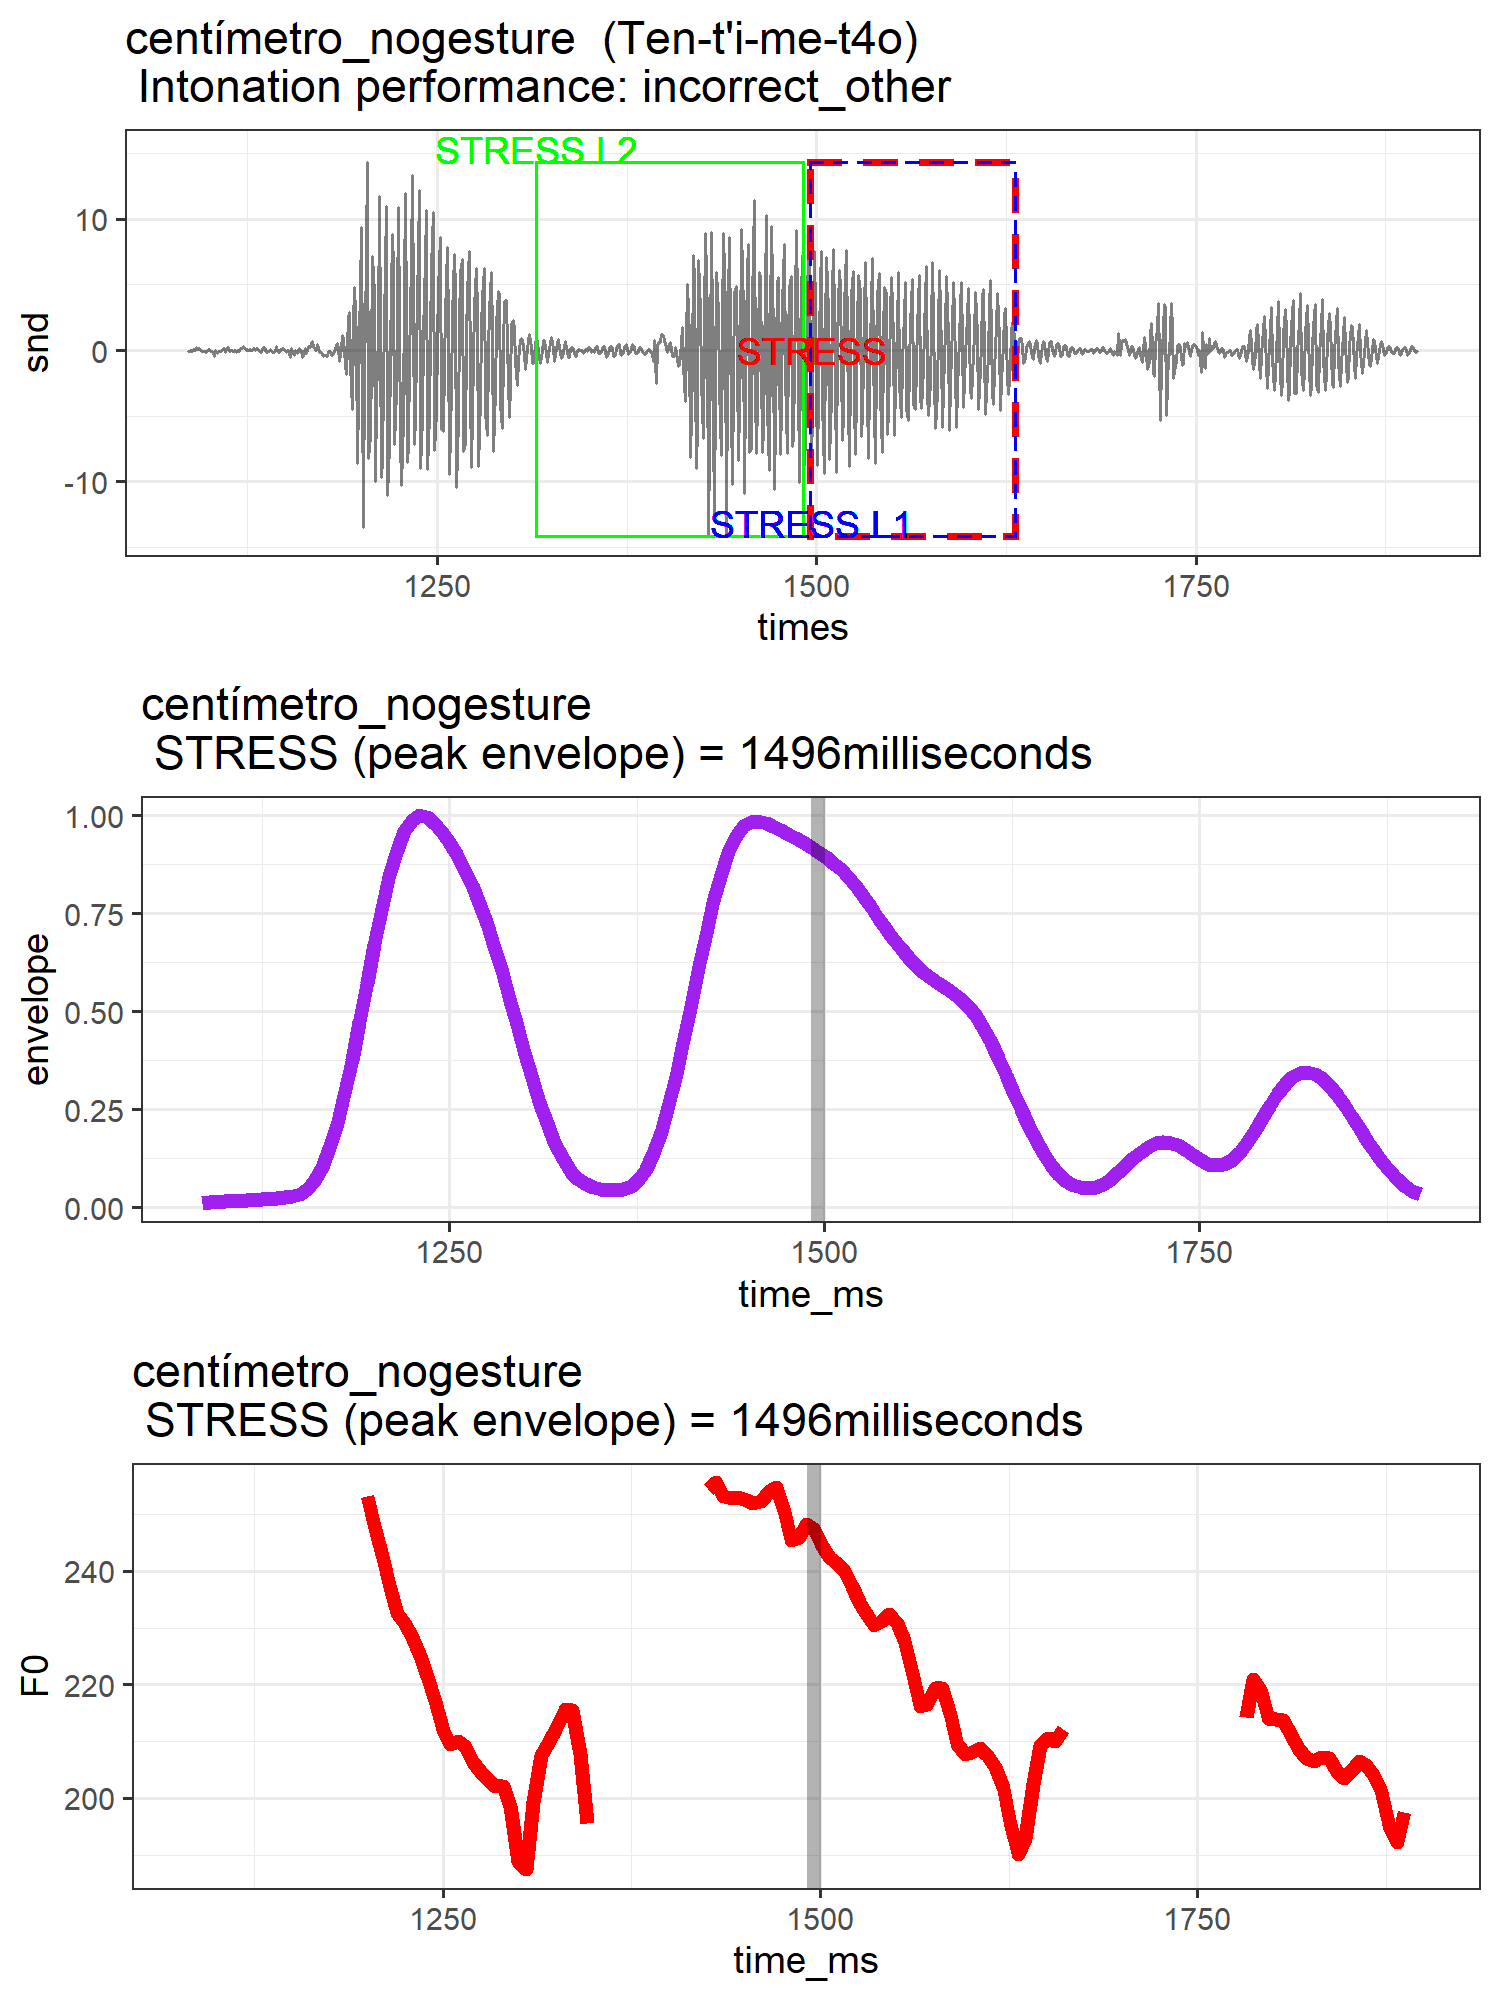 centímetro_nogesture  (Ten-t'i-me-t4o)
Intonation performance: incorrect_other
STRESS L2
10
0
-10
snd
STRESS
STRESS L1
1250
1500
1750
times
centímetro_nogesture
STRESS (peak envelope) = 1496milliseconds
1.00
0.75
0.50
0.25
0.00
envelope
1250
1500
1750
time_ms
centímetro_nogesture
STRESS (peak envelope) = 1496milliseconds
240
220
200
F0
1250
1500
1750
time_ms